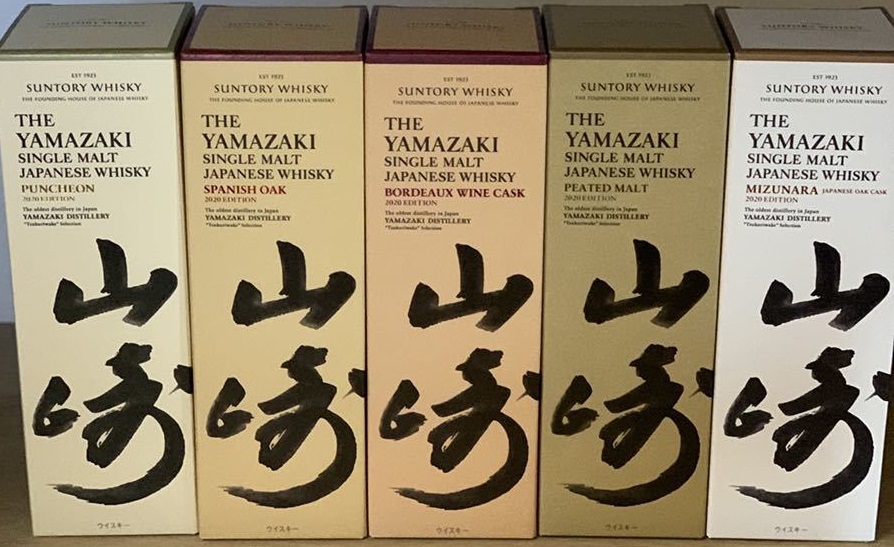 EST 1923
SUNTORY WHISKY
THE FOUNDING HOUSE OF JAPANESE WHISKY
THE
YAMAZAKI
SINGLE MALT
JAPANESE WHISKY
PUNCHEON
2020 EDITION
The oldest distillery in Japan
YAMAZAKI DISTILLERY
"Tsukuriwake" Selection
山崎
ウイスキー
EST 1923
SUNTORY WHISKY
THE FOUNDING HOUSE OF JAPANESE WHISKY
THE
YAMAZAKI
SINGLE MALT
JAPANESE WHISKY
SPANISH OAK
2020 EDITION
The oldest distillery in Japan
YAMAZAKI DISTILLERY
"Tsukuriwake" Selection
山崎
ウイスキー
EST 1923
SUNTORY WHISKY
THE FOUNDING HOUSE OF JAPANESE WHISKY
THE
YAMAZAKI
SINGLE MALT
JAPANESE WHISKY
BORDEAUX WINE CASK
2020 EDITION
The oldest distillery in Japan
YAMAZAKI DISTILLERY
"Tsukuriwake" Selection
山崎
ウイスキー
EST 1923
SUNTORY WHISKY
THE FOUNDING HOUSE OF JAPANESE WHISKY
THE
YAMAZAKI
SINGLE MALT
JAPANESE WHISKY
PEATED MALT
2020 EDITION
The oldest distillery in Japan
YAMAZAKI DISTILLERY
"Tsukuriwake" Selection
山崎
ウイスキー
EST 1923
SUNTORY WHISKY
THE FOUNDING HOUSE OF JAPANESE WHISKY
THE
YAMAZAKI
SINGLE MALT
JAPANESE WHISKY
MIZUNARA JAPANESE OAK CASK
2020 EDITION
The oldest distillery in Japan
YAMAZAKI DISTILLERY
"Tsukuriwake" Selection
山崎
ウイスキー